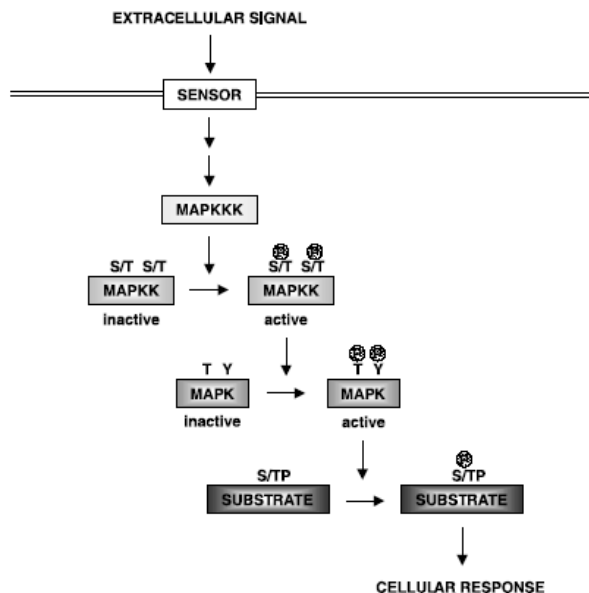 EXTRACELLULAR SIGNAL
SENSOR
MAPKKK
S/T S/T
S/T S/T
MAPKK
MAPKK
inactive
active
T Y
T Y
MAPK
MAPK
inactive
active
S/TP
S/TP
SUBSTRATE
SUBSTRATE
CELLULAR RESPONSE